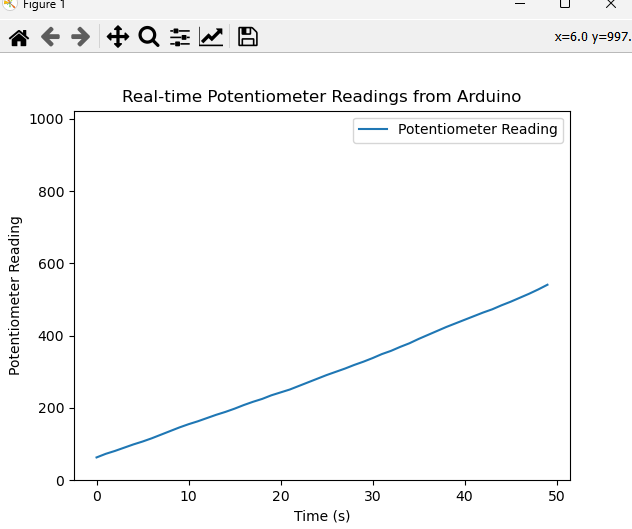 Figure 1
x=6.0 y=997.
Real-time Potentiometer Readings from Arduino
Potentiometer Reading
1000
800
600
400
200
0
Potentiometer Reading
0 10 20 30 40 50
Time (s)